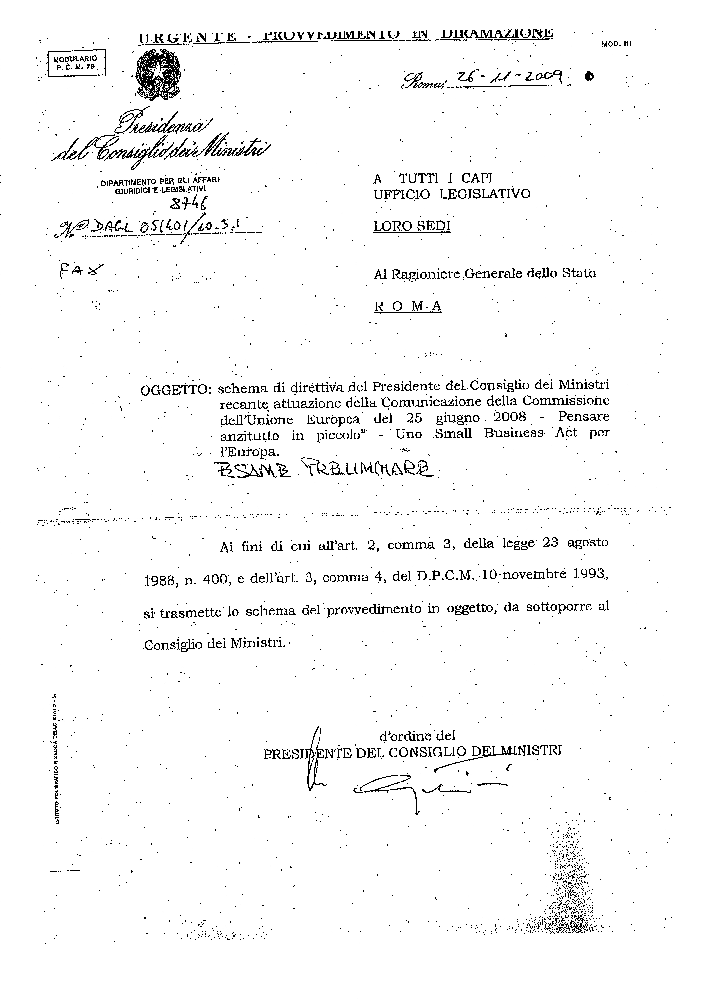 URGENTE - PROVVEDIMENTO IN DIRAMAZIONE
MOD. 111
MODULARIO
P. C. M. 73
Roma, 26-11-2009
Presidenza
del Consiglio dei Ministri
DIPARTIMENTO PER GLI AFFARI
GIURIDICI E LEGISLATIVI
8746
N.° DAGL 051401/10.3.1
FAX
A TUTTI I CAPI
UFFICIO LEGISLATIVO
LORO SEDI
Al Ragioniere Generale dello Stato
R O M A
OGGETTO: schema di direttiva del Presidente del Consiglio dei Ministri
recante attuazione della Comunicazione della Commissione
dell'Unione Europea del 25 giugno 2008 - Pensare
anzitutto in piccolo" - Uno Small Business Act per
l'Europa.
ESAME PRELIMINARE
Ai fini di cui all'art. 2, comma 3, della legge 23 agosto
1988, n. 400, e dell'art. 3, comma 4, del D.P.C.M. 10 novembre 1993,
si trasmette lo schema del provvedimento in oggetto, da sottoporre al
Consiglio dei Ministri.
d'ordine del
PRESIDENTE DEL CONSIGLIO DEI MINISTRI
ISTITUTO POLIGRAFICO E ZECCA DELLO STATO - S.